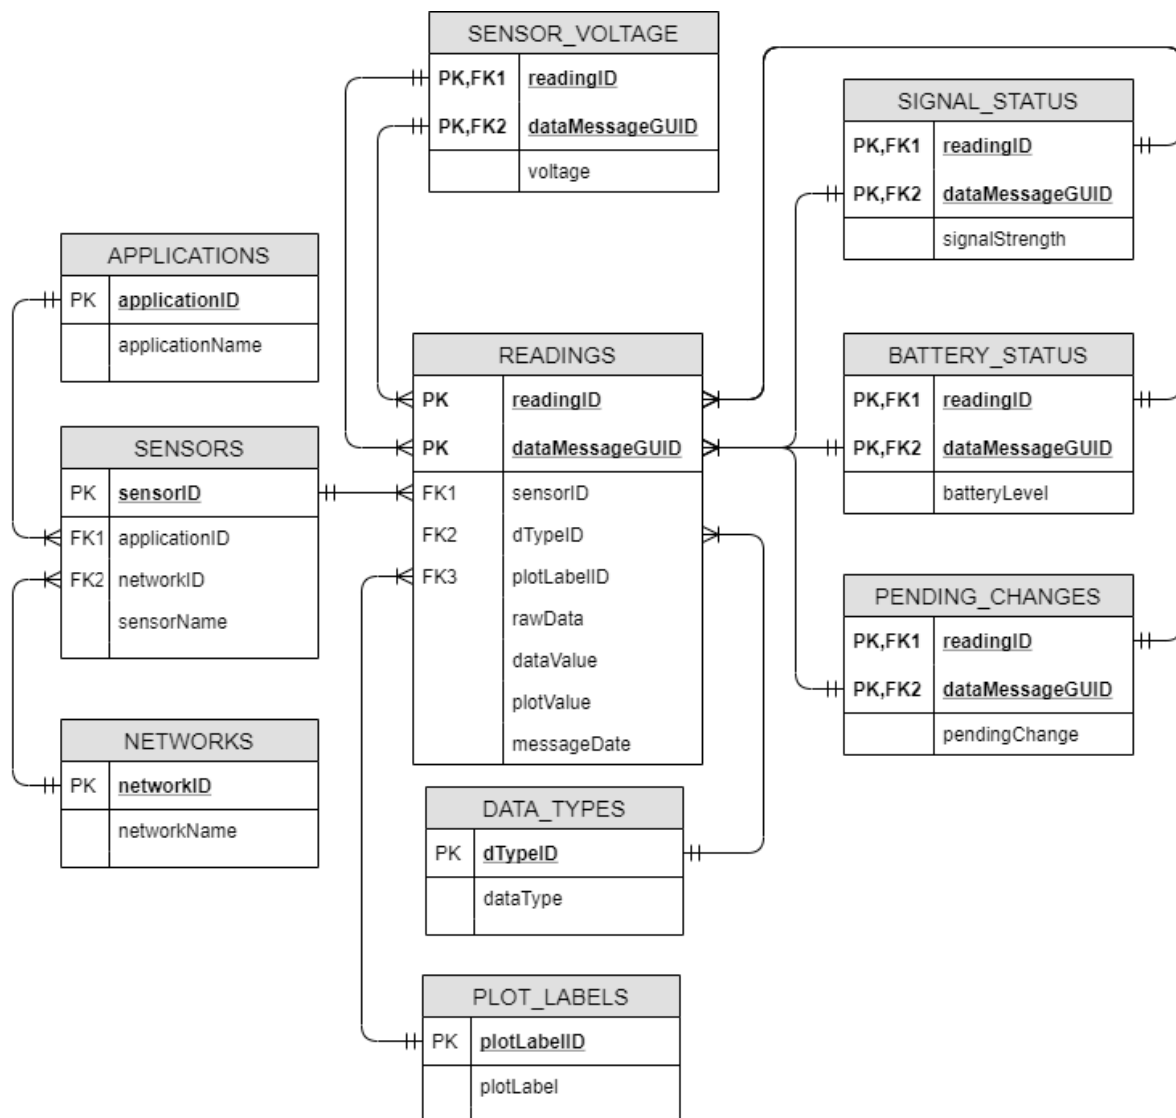 SENSOR_VOLTAGE
PK,FK1 readingID
PK,FK2 dataMessageGUID
voltage
SIGNAL_STATUS
PK,FK1 readingID
PK,FK2 dataMessageGUID
signalStrength
APPLICATIONS
PK applicationID
applicationName
READINGS
PK readingID
PK dataMessageGUID
FK1 sensorID
FK2 dTypeID
FK3 plotLabelID
rawData
dataValue
plotValue
messageDate
BATTERY_STATUS
PK,FK1 readingID
PK,FK2 dataMessageGUID
batteryLevel
SENSORS
PK sensorID
FK1 applicationID
FK2 networkID
sensorName
PENDING_CHANGES
PK,FK1 readingID
PK,FK2 dataMessageGUID
pendingChange
NETWORKS
PK networkID
networkName
DATA_TYPES
PK dTypeID
dataType
PLOT_LABELS
PK plotLabelID
plotLabel